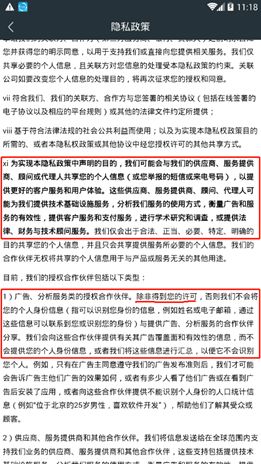 11:18
隐私政策
您并获得您的明示同意，以用于支持我们或直接向您提供相关服务。我们仅
共享必要的个人信息，且关联方对您信息的处理受本隐私政策的约束。关联
公司如要改变您个人信息的处理目的，将再次征求您的授权和同意。
vii 符合我们、我们的关联方、合作方与您签署的相关协议（包括在线签署的
电子协议以及相应的平台规则）或其他的法律文件约定所提供；
viii 基于符合法律法规的社会公共利益而使用；以及为实现本隐私政策目的
所需的、或者本隐私政策或其他协议中经您授权许可的其他共享方式。
xi 为实现本隐私政策中声明的目的，我们可能会与我们的供应商、服务提供
商、顾问或代理人共享您的个人信息（或您举报的短信或来电号码），以提
供更好的客户服务和用户体验。这些供应商、服务提供商、顾问、代理人可
能为我们提供技术基础设施服务，分析我们服务的使用方式，衡量广告和服
务的有效性，提供客户服务和支付服务，进行学术研究和调查，或提供法
律、财务与技术顾问服务。我们仅会出于合法、正当、必要、特定、明确的
目的共享您的个人信息，并且只会共享提供服务所必要的个人信息。我们的
合作伙伴无权将共享的个人信息用于与产品或服务无关的其他用途。
目前，我们的授权合作伙伴包括以下类型：
1）广告、分析服务类的授权合作伙伴。除非得到您的许可，否则我们不会将
您的个人身份信息（指可以识别您身份的信息，例如姓名或电子邮箱，通过
这些信息可以联系到您或识别您的身份）与提供广告、分析服务的合作伙伴
分享。我们会向这些合作伙伴提供有关其广告覆盖面和有效性的信息，而不
会提供您的个人身份信息，或者我们将这些信息进行汇总，以便它不会识别
您个人。例如，只有在广告主同意遵守我们的广告发布准则后，我们才可能
会告诉广告主他们广告的效果如何，或者有多少人看了他们广告或在看到广
告后安装了应用，或者向这些合作伙伴提供不能识别个人身份的人口统计信
息（例如“位于北京的25岁男性，喜欢软件开发”），帮助他们了解其受众或
顾客。
2）供应商、服务提供商和其他合作伙伴。我们将信息发送给在全球范围内支
持我们业务的供应商、服务提供商和其他合作伙伴，这些支持包括提供技术